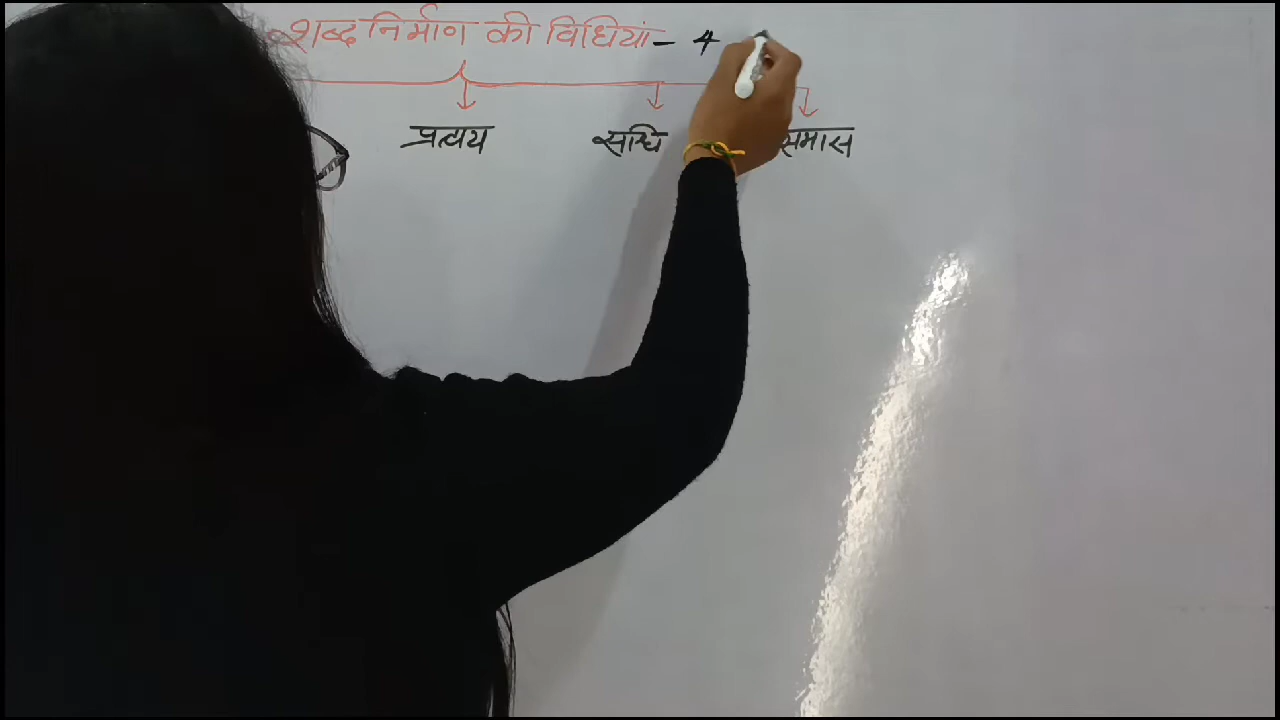 शब्द निर्माण की विधियां - 4
प्रत्यय सन्धि समास